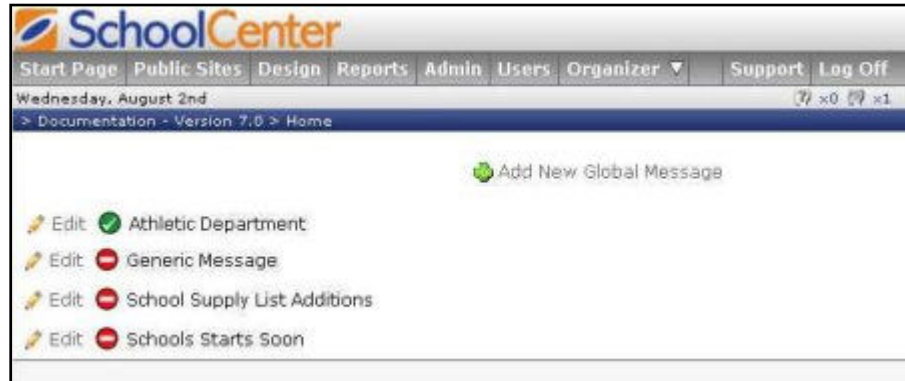 SchoolCenter
Start Page Public Sites Design Reports Admin Users Organizer ▼ Support Log Off
Wednesday, August 2nd x0 x1
> Documentation - Version 7.0 > Home
Add New Global Message
Edit Athletic Department
Edit Generic Message
Edit School Supply List Additions
Edit Schools Starts Soon